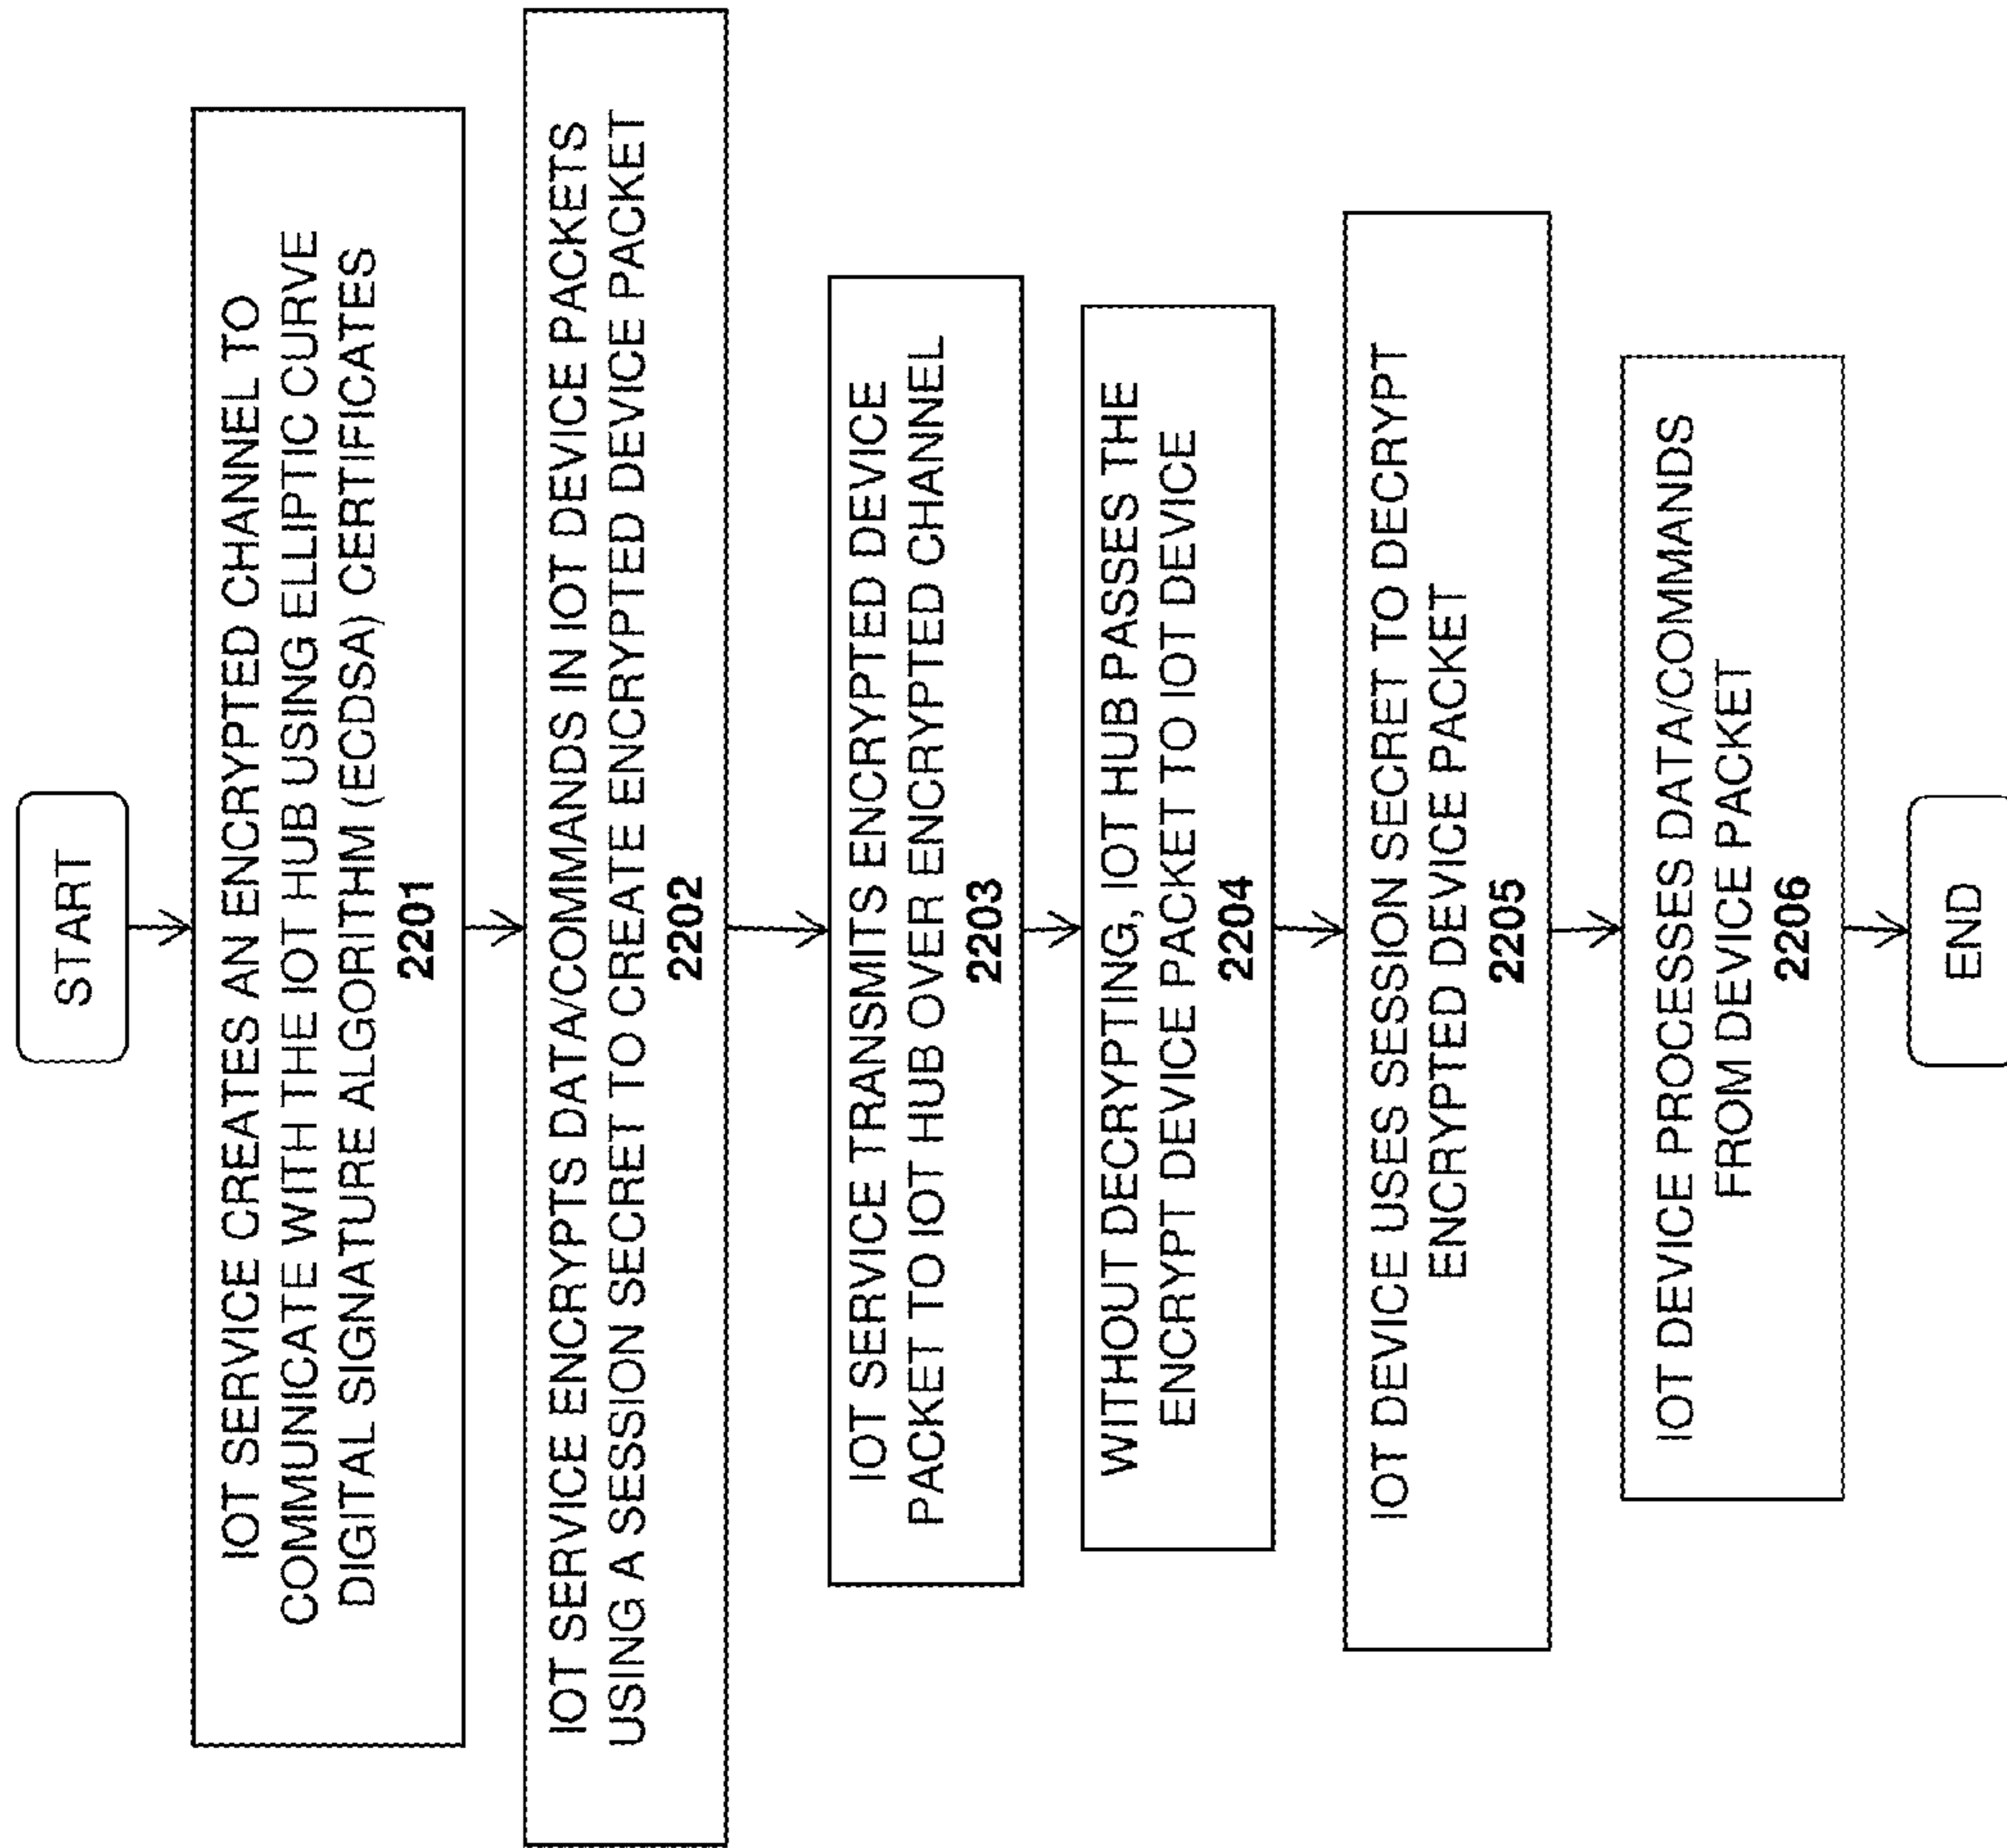 START
IOT SERVICE CREATES AN ENCRYPTED CHANNEL TO
COMMUNICATE WITH THE IOT HUB USING ELLIPTIC CURVE
DIGITAL SIGNATURE ALGORITHM (ECDSA) CERTIFICATES
2201
IOT SERVICE ENCRYPTS DATA/COMMANDS IN IOT DEVICE PACKETS
USING A SESSION SECRET TO CREATE ENCRYPTED DEVICE PACKET
2202
IOT SERVICE TRANSMITS ENCRYPTED DEVICE
PACKET TO IOT HUB OVER ENCRYPTED CHANNEL
2203
WITHOUT DECRYPTING, IOT HUB PASSES THE
ENCRYPT DEVICE PACKET TO IOT DEVICE
2204
IOT DEVICE USES SESSION SECRET TO DECRYPT
ENCRYPTED DEVICE PACKET
2205
IOT DEVICE PROCESSES DATA/COMMANDS
FROM DEVICE PACKET
2206
END